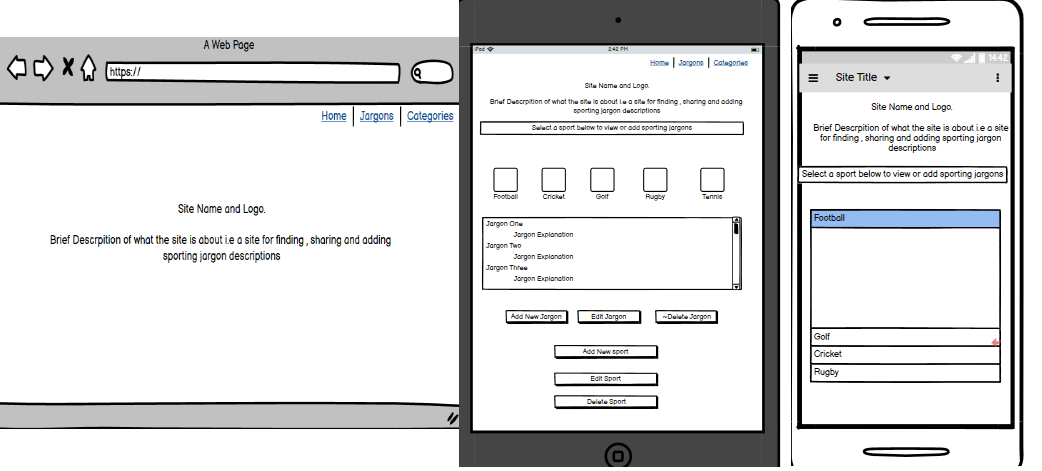 A Web Page
https://
Home Jargons Categories
Site Name and Logo.
Brief Descrpition of what the site is about i.e a site for finding , sharing and adding
sporting jargon descriptions
iPod 2:42 PM
Home Jargons Categories
Site Name and Logo.
Brief Descrpition of what the site is about i.e a site for finding , sharing and adding
sporting jargon descriptions
Select a sport below to view or add sporting jargons
Football Cricket Golf Rugby Tennis
Jargon One
Jargon Explanation
Jargon Two
Jargon Explanation
Jargon Three
Jargon Explanation
Add New Jargon Edit Jargon ~Delete Jargon
Add New sport
Edit Sport
Delete Sport
14:42
Site Title
Site Name and Logo.
Brief Descrpition of what the site is about i.e a site
for finding , sharing and adding sporting jargon
descriptions
Select a sport below to view or add sporting jargons
Football
Golf
Cricket
Rugby